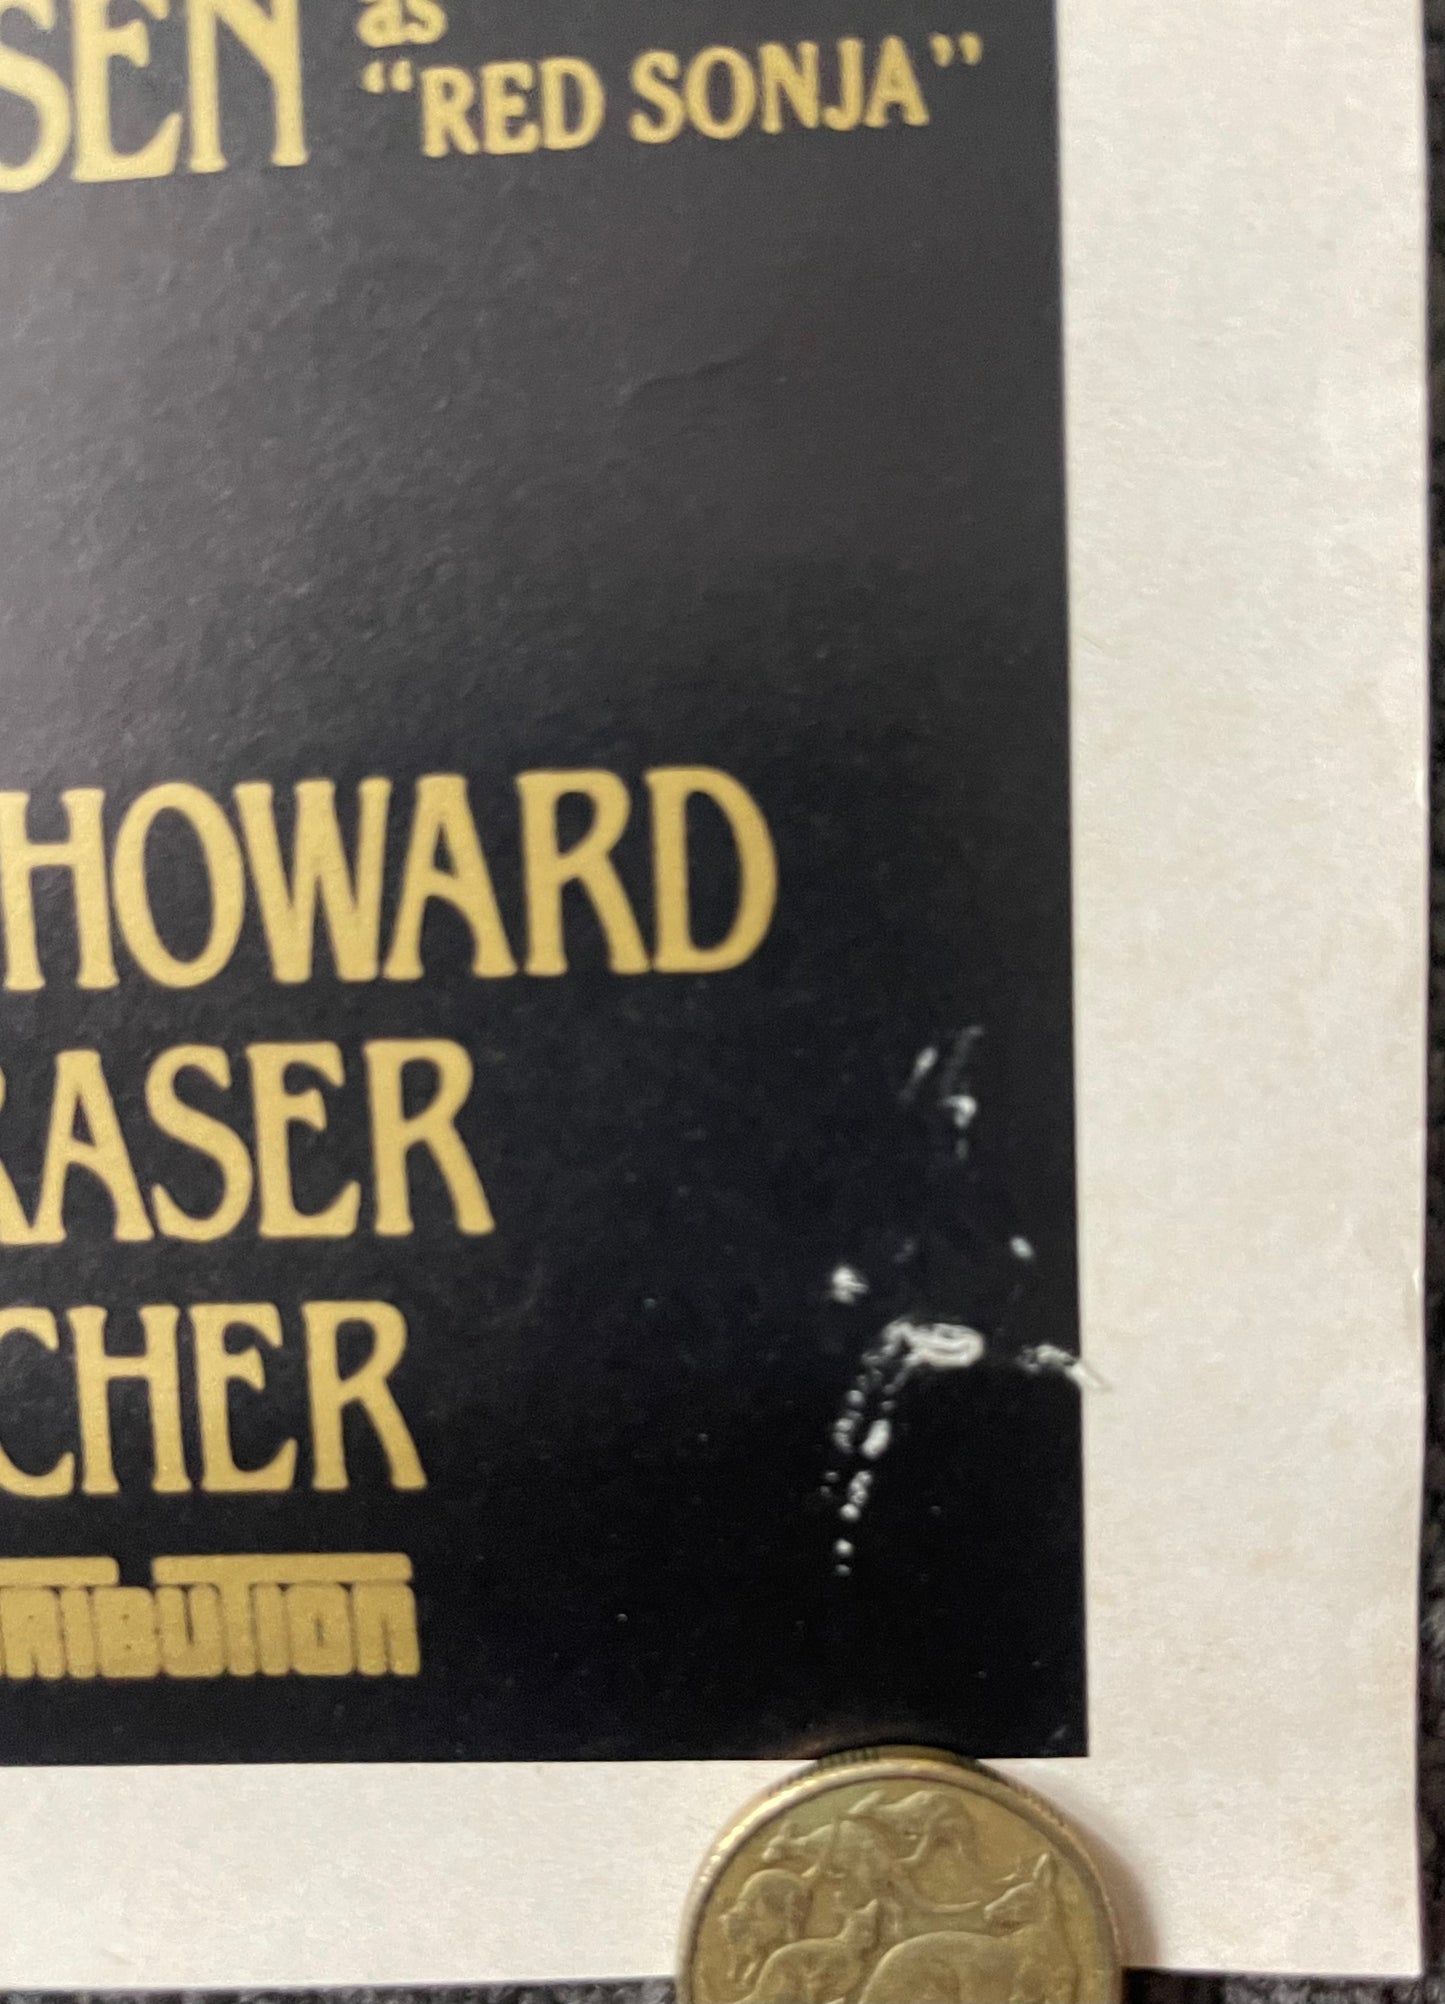 SEN as
"RED SONJA"
HOWARD
RASER
CHER
TRIBUTION